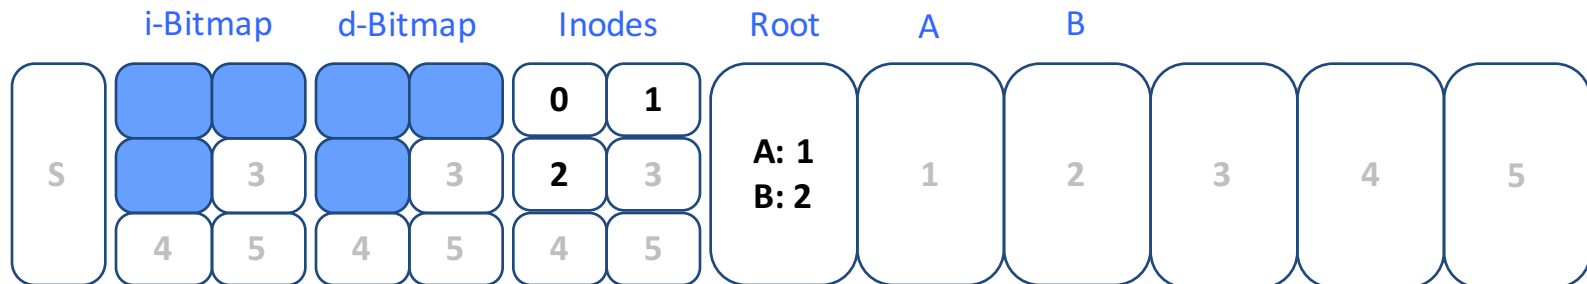 i-Bitmap d-Bitmap Inodes Root A B
0 1
S 3 3 2 3 A: 1 1 2 3 4 5
B: 2
4 5 4 5 4 5